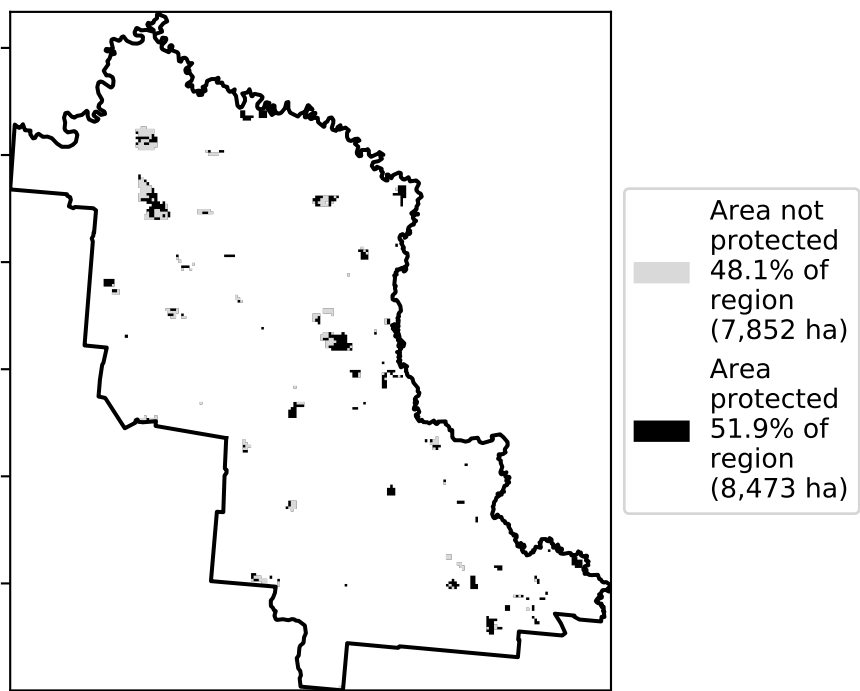 Area not
protected
48.1% of
region
(7,852 ha)
Area
protected
51.9% of
region
(8,473 ha)